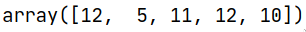 array([12,  5, 11, 12, 10])